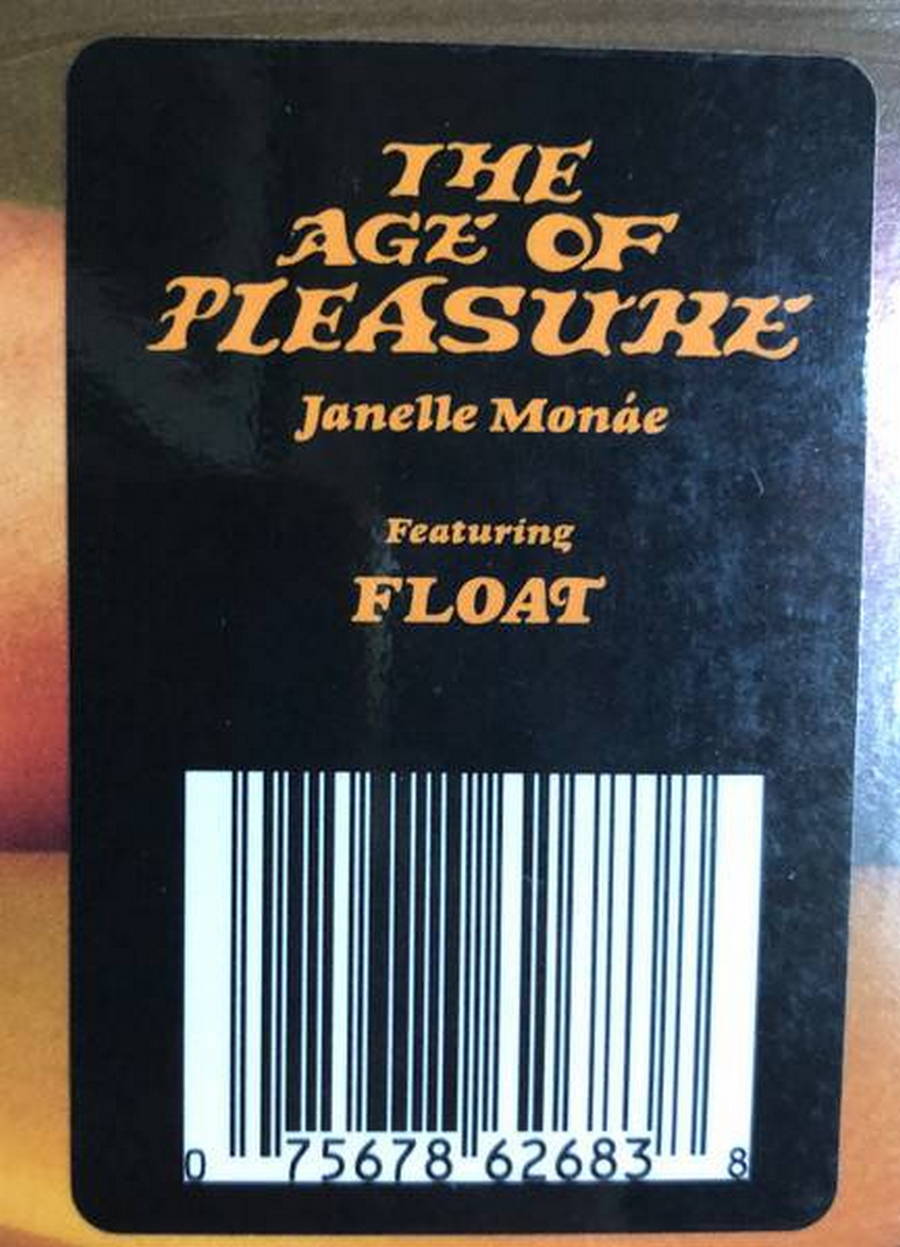 THE
AGE OF
PLEASURE
Janelle Monáe
Featuring
FLOAT
0 75678 62683 8